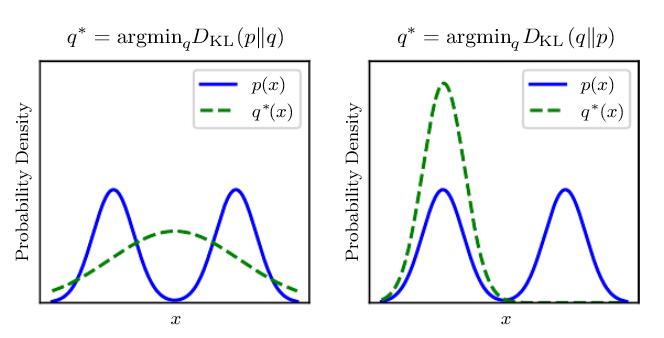 q* = argmin_q D_KL(p‖q)
p(x)
q*(x)
Probability Density
x
q* = argmin_q D_KL(q‖p)
p(x)
q*(x)
Probability Density
x